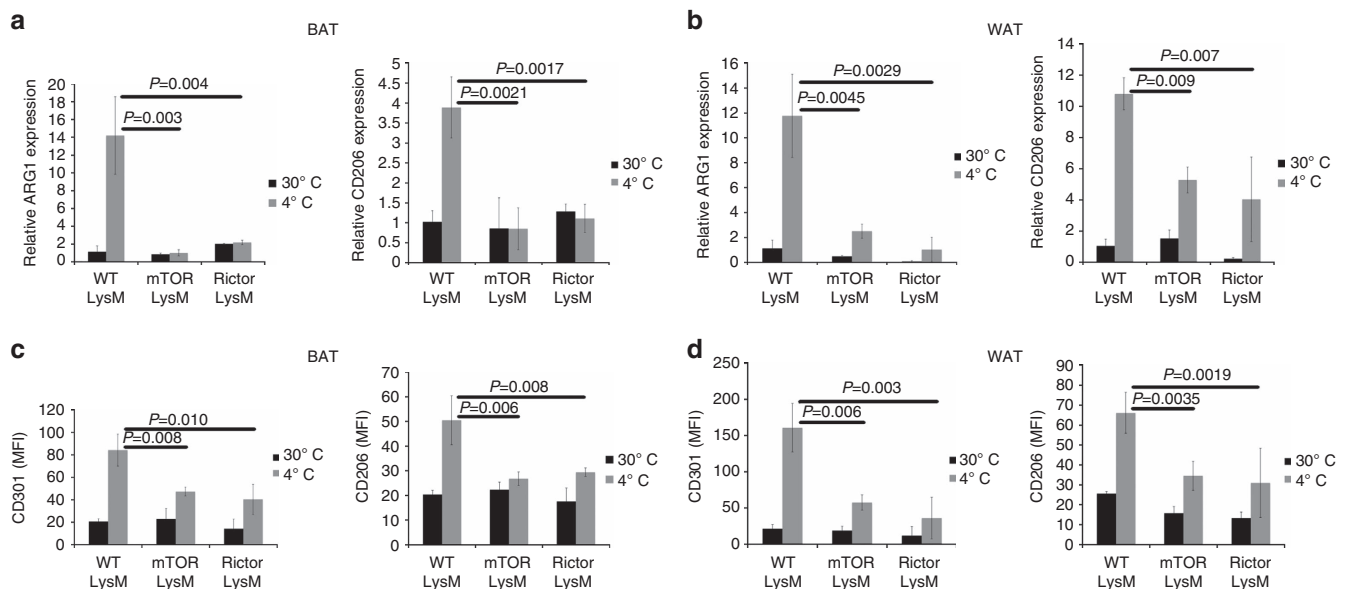 a
BAT
Relative ARG1 expression
20
18
16
14
12
10
8
6
4
2
0
P=0.004
P=0.003
WT
LysM
mTOR
LysM
Rictor
LysM
30° C
4° C
Relative CD206 expression
5
4.5
4
3.5
3
2.5
2
1.5
1
0.5
0
P=0.0017
P=0.0021
WT
LysM
mTOR
LysM
Rictor
LysM
30° C
4° C
b
WAT
Relative ARG1 expression
16
14
12
10
8
6
4
2
0
P=0.0029
P=0.0045
WT
LysM
mTOR
LysM
Rictor
LysM
30° C
4° C
Relative CD206 expression
14
12
10
8
6
4
2
0
P=0.007
P=0.009
WT
LysM
mTOR
LysM
Rictor
LysM
30° C
4° C
c
BAT
CD301 (MFI)
120
100
80
60
40
20
0
P=0.010
P=0.008
WT
LysM
mTOR
LysM
Rictor
LysM
30° C
4° C
CD206 (MFI)
70
60
50
40
30
20
10
0
P=0.008
P=0.006
WT
LysM
mTOR
LysM
Rictor
LysM
30° C
4° C
d
WAT
CD301 (MFI)
250
200
150
100
50
0
P=0.003
P=0.006
WT
LysM
mTOR
LysM
Rictor
LysM
30° C
4° C
CD206 (MFI)
90
80
70
60
50
40
30
20
10
0
P=0.0019
P=0.0035
WT
LysM
mTOR
LysM
Rictor
LysM
30° C
4° C